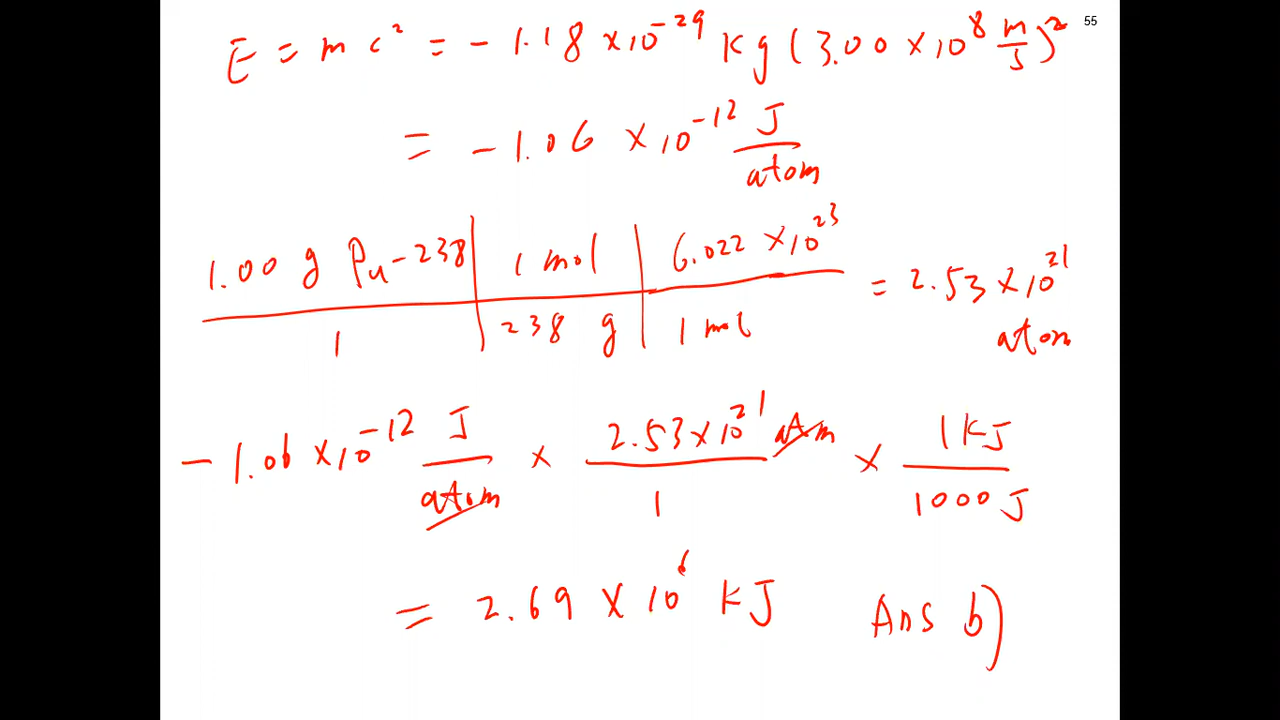 55
E = mc² = -1.18 × 10⁻²⁹ kg (3.00 × 10⁸ m/s)²
= -1.06 × 10⁻¹² J/atom
1.00 g Pu-238 / 1 | 1 mol / 238 g | 6.022 × 10²³ / 1 mol = 2.53 × 10²¹ atom
-1.06 × 10⁻¹² J/atom × 2.53 × 10²¹ atm / 1 × 1 KJ / 1000 J
= 2.69 × 10⁶ KJ Ans b)